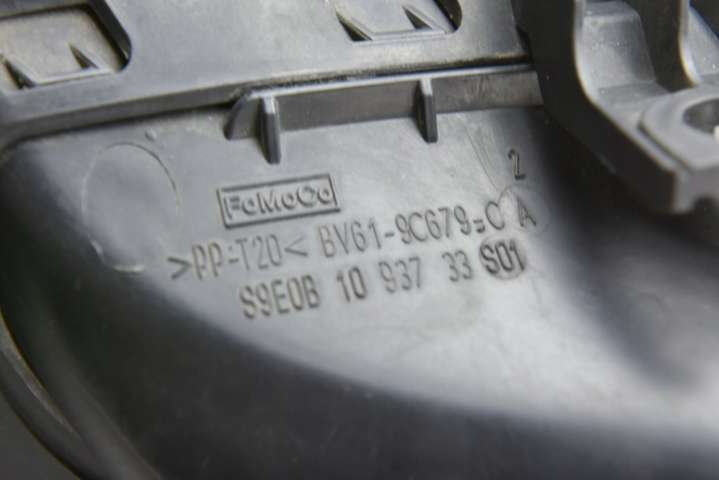 2
FoMoCo
>PP-T20< BV61-9C679-C A
S9E0B 10 937 33 S01